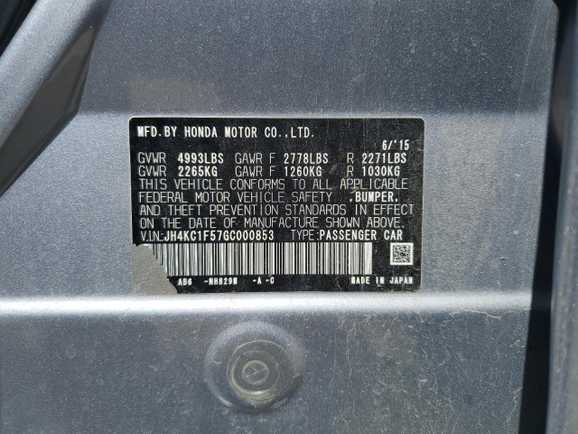 MFD.BY HONDA MOTOR CO.,LTD.
6/'15
GVWR 4993LBS GAWR F 2778LBS R 2271LBS
GVWR 2265KG GAWR F 1260KG R 1030KG
THIS VEHICLE CONFORMS TO ALL APPLICABLE
FEDERAL MOTOR VEHICLE SAFETY ,BUMPER,
AND THEFT PREVENTION STANDARDS IN EFFECT
ON THE DATE OF MANUFACTURE SHOWN ABOVE.
V.I.N.:JH4KC1F57GC000853 TYPE:PASSENGER CAR
NH829M -A -C MADE IN JAPAN